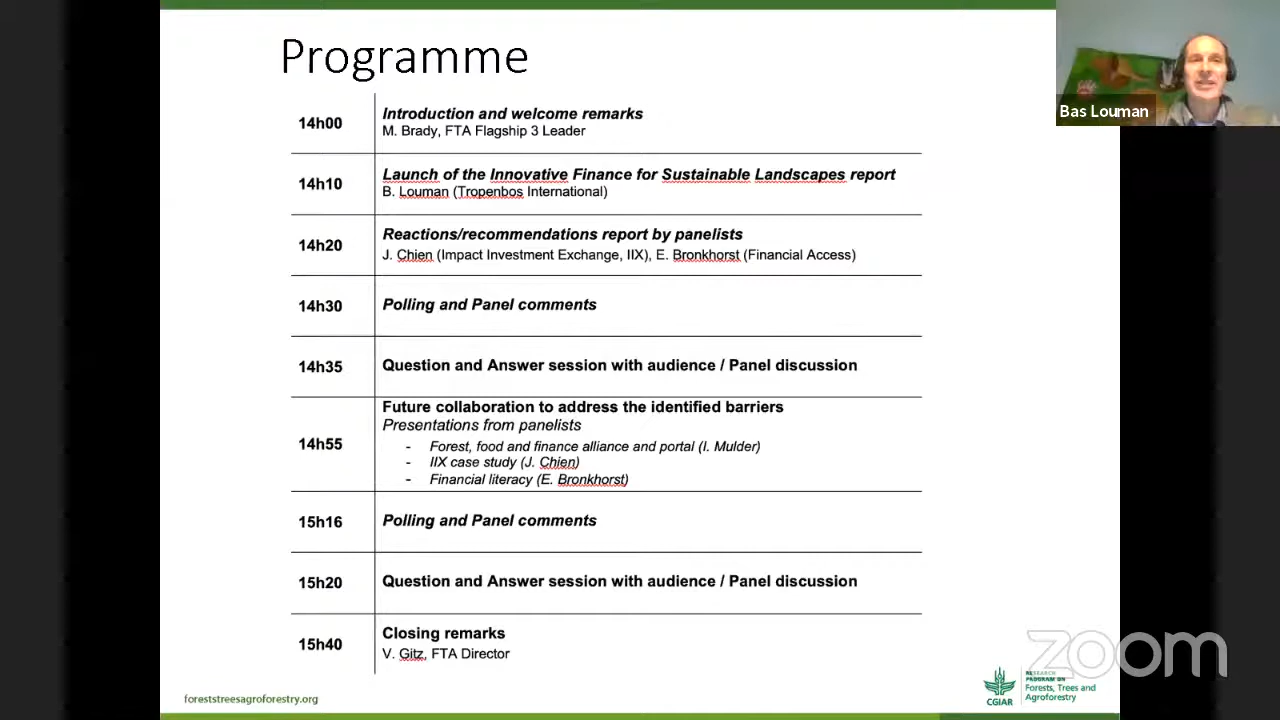 Programme
Bas Louman
14h00
Introduction and welcome remarks
M. Brady, FTA Flagship 3 Leader
14h10
Launch of the Innovative Finance for Sustainable Landscapes report
B. Louman (Tropenbos International)
14h20
Reactions/recommendations report by panelists
J. Chien (Impact Investment Exchange, IIX), E. Bronkhorst (Financial Access)
14h30
Polling and Panel comments
14h35
Question and Answer session with audience / Panel discussion
14h55
Future collaboration to address the identified barriers
Presentations from panelists
- Forest, food and finance alliance and portal (I. Mulder)
- IIX case study (J. Chien)
- Financial literacy (E. Bronkhorst)
15h16
Polling and Panel comments
15h20
Question and Answer session with audience / Panel discussion
15h40
Closing remarks
V. Gitz, FTA Director
zoom
foreststreesagroforestry.org
CGIAR
RESEARCH
PROGRAM ON
Forests, Trees and
Agroforestry